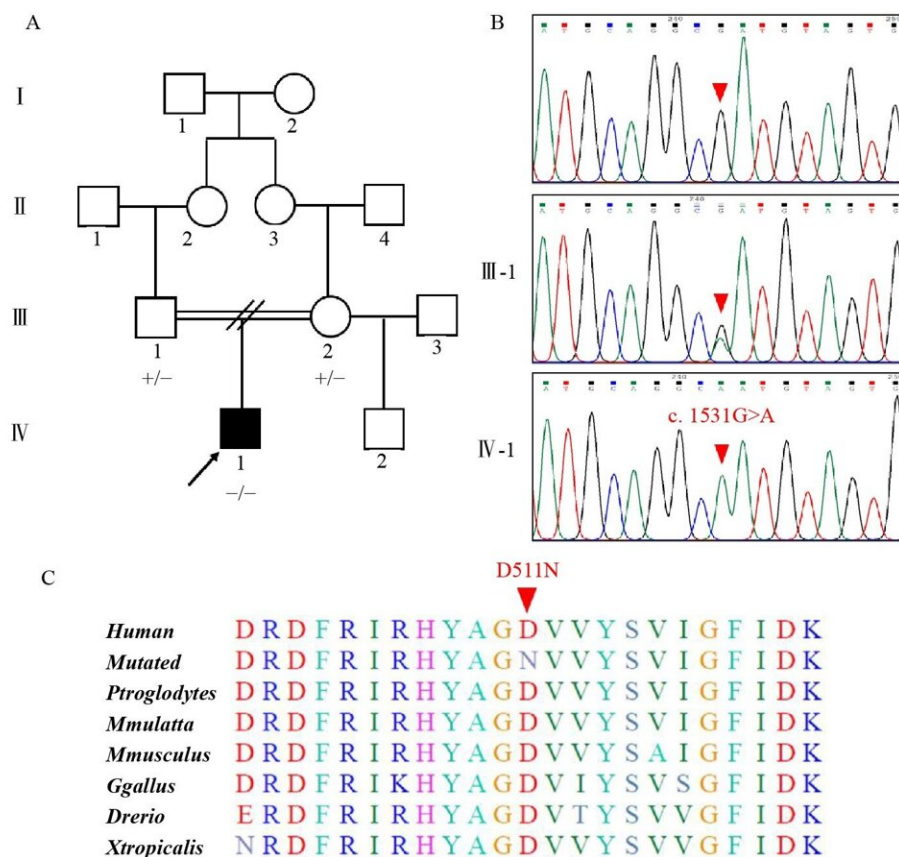 A
I
1
2
II
1
2
3
4
III
1
2
3
+/−
+/−
IV
1
2
−/−
B
A T G C A G G C G A T G T A G T G
III-1
A T G C A G G C G A T G T A G T G
IV-1
240
A T G C A G G C A A T G T A G T G
c. 1531G>A
C
D511N
Human D R D F R I R H Y A G D V V Y S V I G F I D K
Mutated D R D F R I R H Y A G N V V Y S V I G F I D K
Ptroglodytes D R D F R I R H Y A G D V V Y S V I G F I D K
Mmulatta D R D F R I R H Y A G D V V Y S V I G F I D K
Mmusculus D R D F R I R H Y A G D V V Y S A I G F I D K
Ggallus D R D F R I K H Y A G D V I Y S V S G F I D K
Drerio E R D F R I R H Y A G D V T Y S V V G F I D K
Xtropicalis N R D F R I R H Y A G D V V Y S V V G F I D K